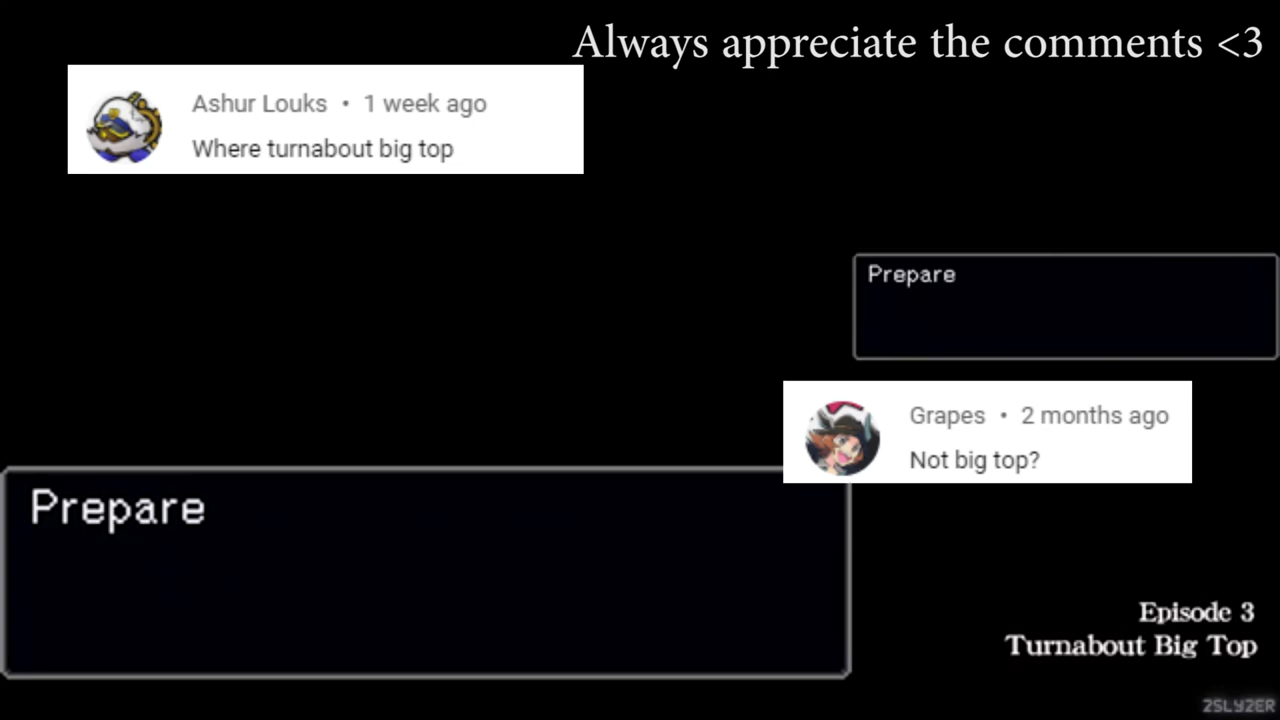 Always appreciate the comments <3
Ashur Louks • 1 week ago
Where turnabout big top
Prepare
Grapes • 2 months ago
Not big top?
Prepare
Episode 3
Turnabout Big Top
2SLY2ER